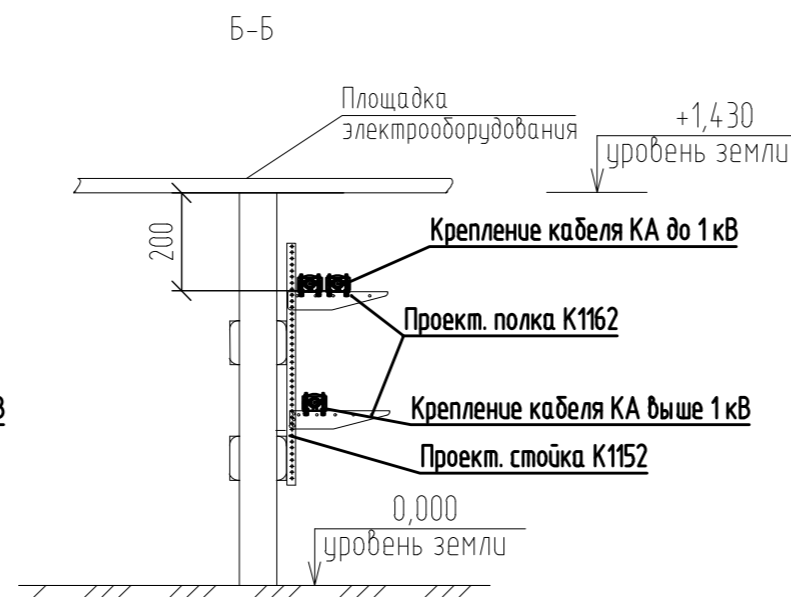 Б-Б
Площадка
электрооборудования
+1,430
уровень земли
200
Крепление кабеля КА до 1 кВ
Проект. полка К1162
В
Крепление кабеля КА выше 1 кВ
Проект. стойка К1152
0,000
уровень земли